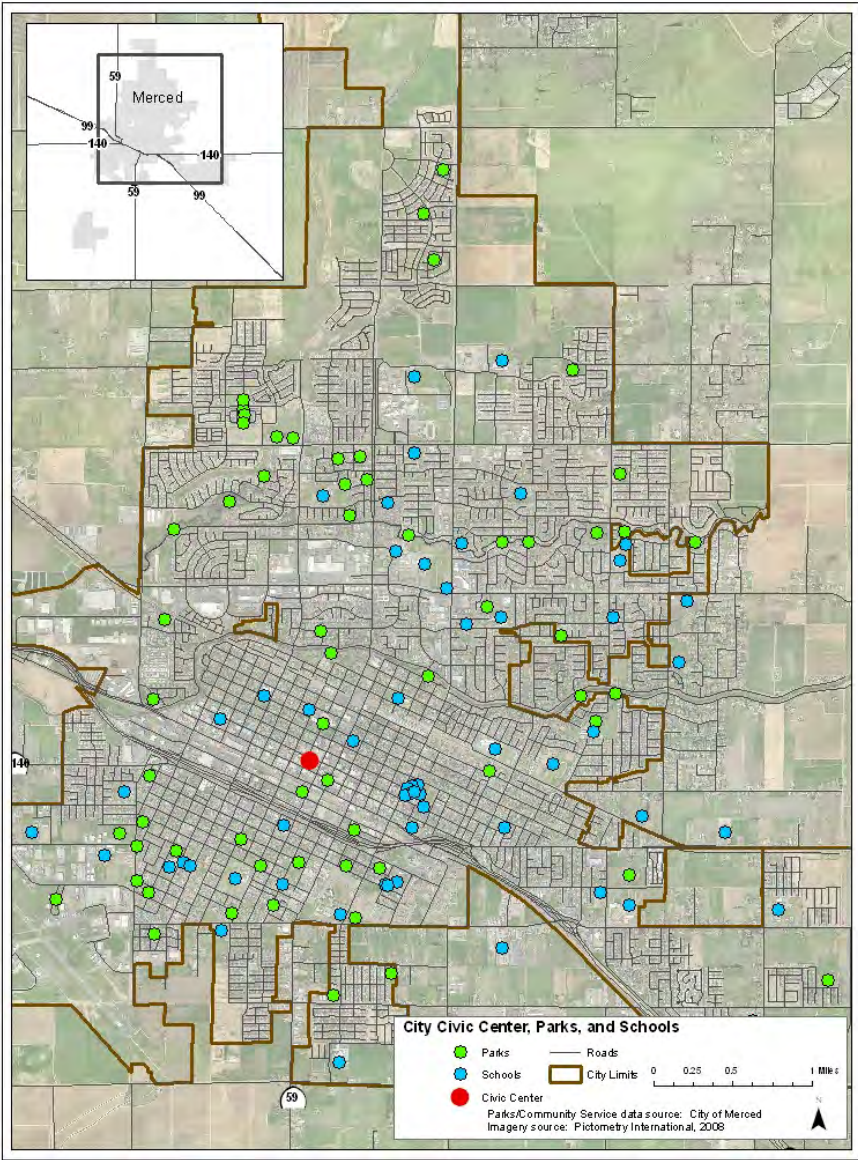 59
Merced
99
140
140
59
99
140
59
City Civic Center, Parks, and Schools
Parks
Roads
Schools
City Limits
0 0.25 0.5 1 Miles
Civic Center
N
Parks/Community Service data source: City of Merced
Imagery source: Pictometry International, 2008